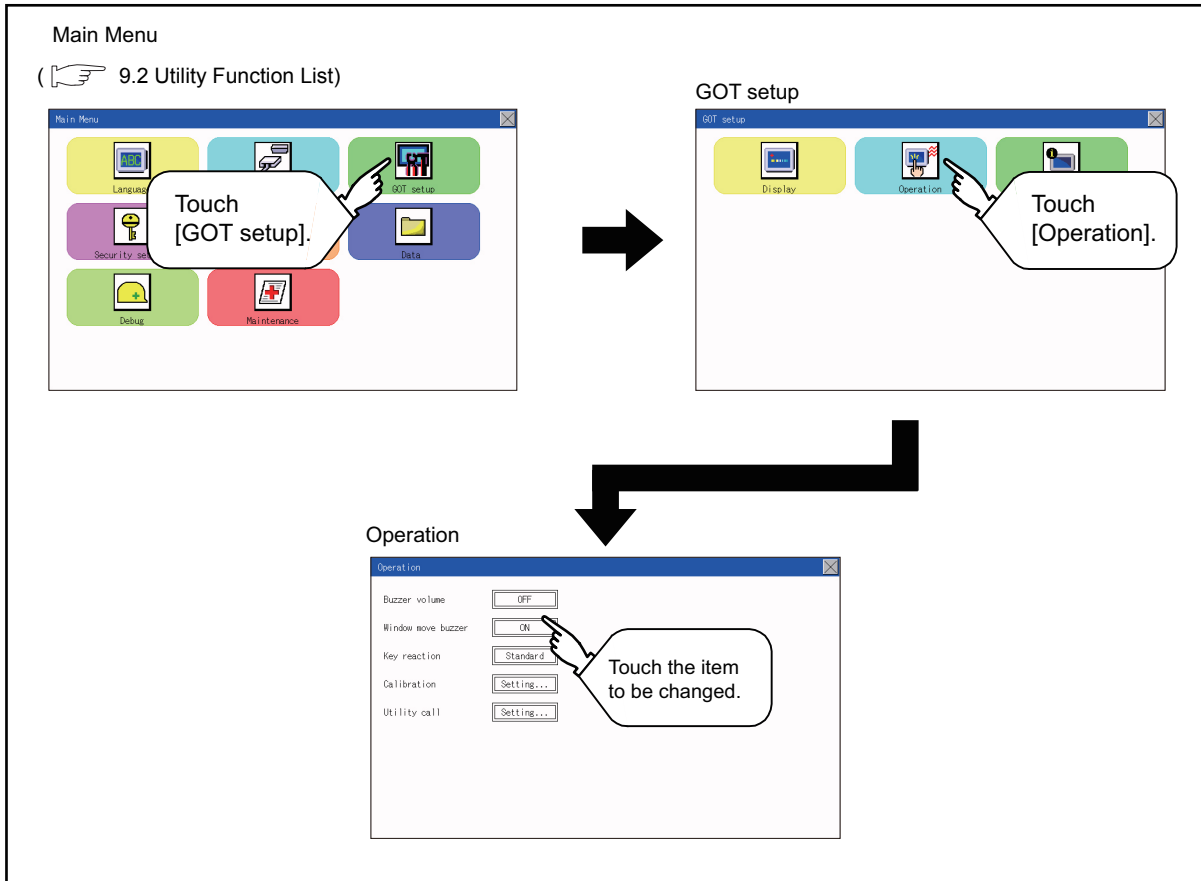 Main Menu
( 9.2 Utility Function List)
Main Menu
ABC
GOT setup
Security
Data
Debug
Maintenance
Touch
[GOT setup].
GOT setup
GOT setup
Display
Operation
Touch
[Operation].
Operation
Operation
Buzzer volume OFF
Window move buzzer ON
Key reaction Standard
Calibration Setting...
Utility call Setting...
Touch the item
to be changed.